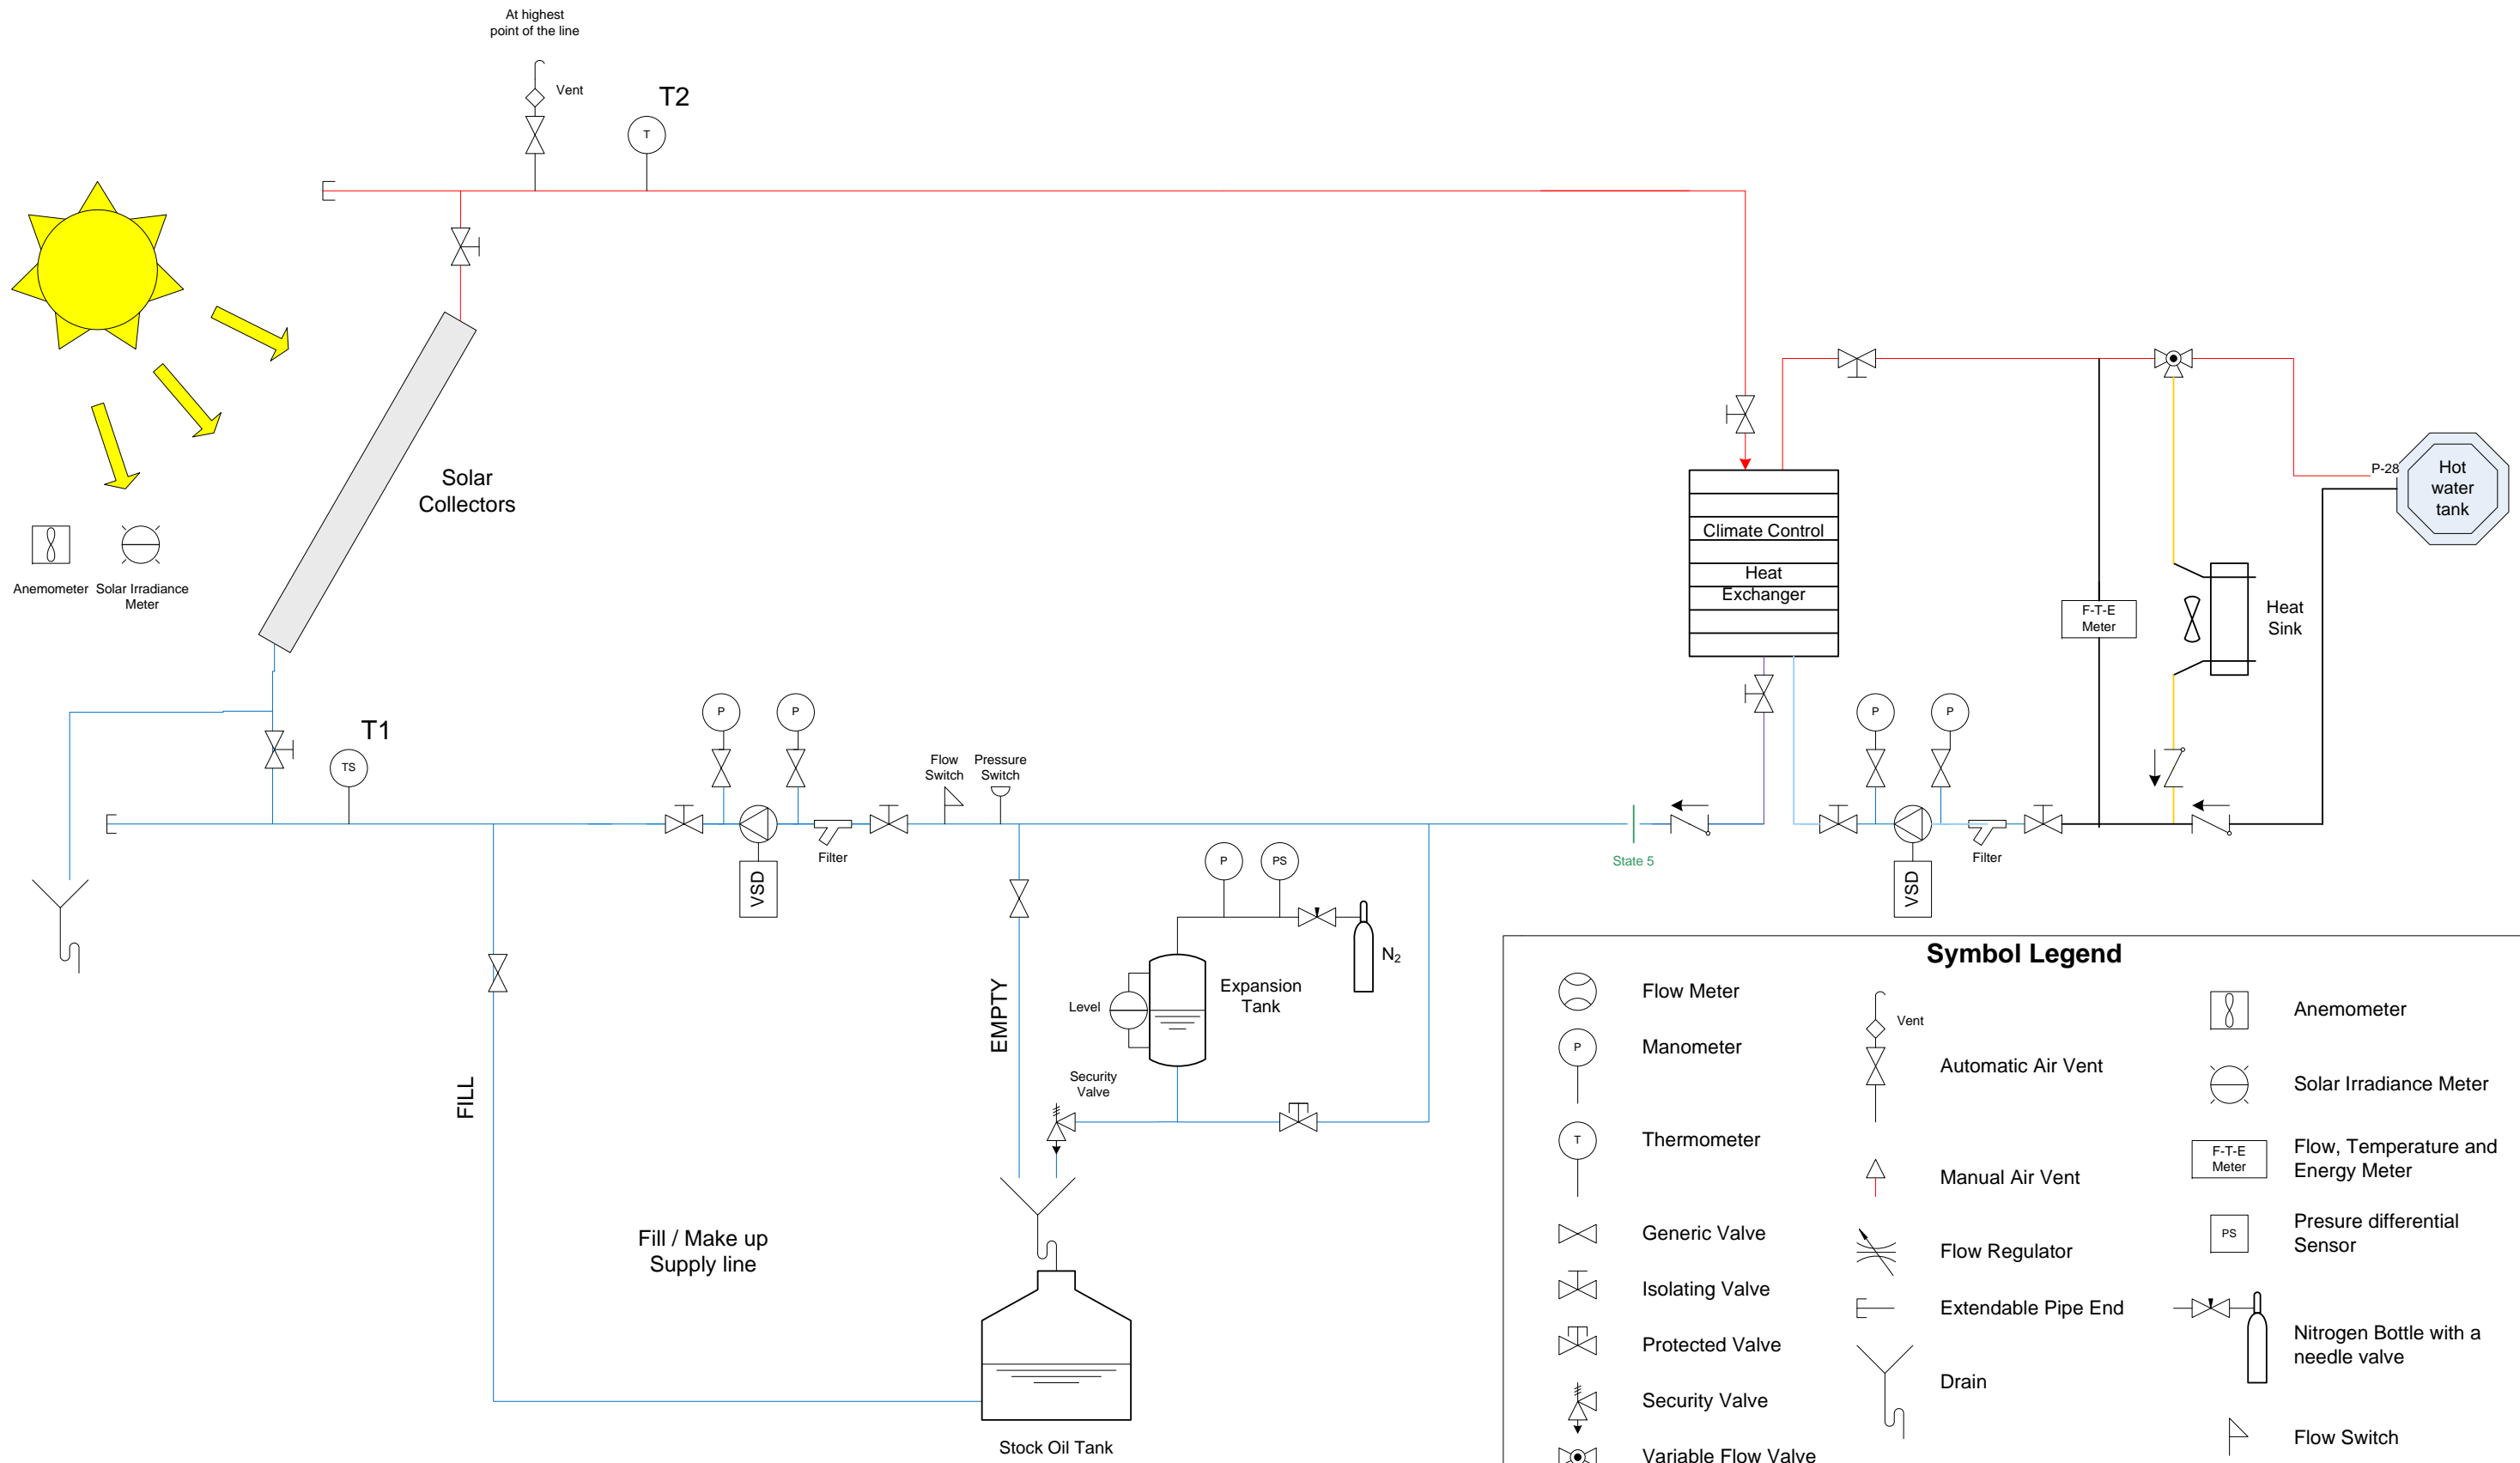 At highest
point of the line
Vent
T2
T
Solar
Collectors
Anemometer
Solar Irradiance
Meter
T1
TS
P
P
VSD
Filter
Flow
Switch
Pressure
Switch
State 5
Climate Control
Heat
Exchanger
P-28
Hot
water
tank
F-T-E
Meter
Heat
Sink
P
P
VSD
Filter
P
PS
N2
Expansion
Tank
Level
Security
Valve
EMPTY
FILL
Fill / Make up
Supply line
Stock Oil Tank
Symbol Legend
Flow Meter
P
Manometer
T
Thermometer
Generic Valve
Isolating Valve
Protected Valve
Security Valve
Variable Flow Valve
Vent
Automatic Air Vent
Manual Air Vent
Flow Regulator
Extendable Pipe End
Drain
Anemometer
Solar Irradiance Meter
F-T-E
Meter
Flow, Temperature and
Energy Meter
PS
Presure differential
Sensor
Nitrogen Bottle with a
needle valve
Flow Switch